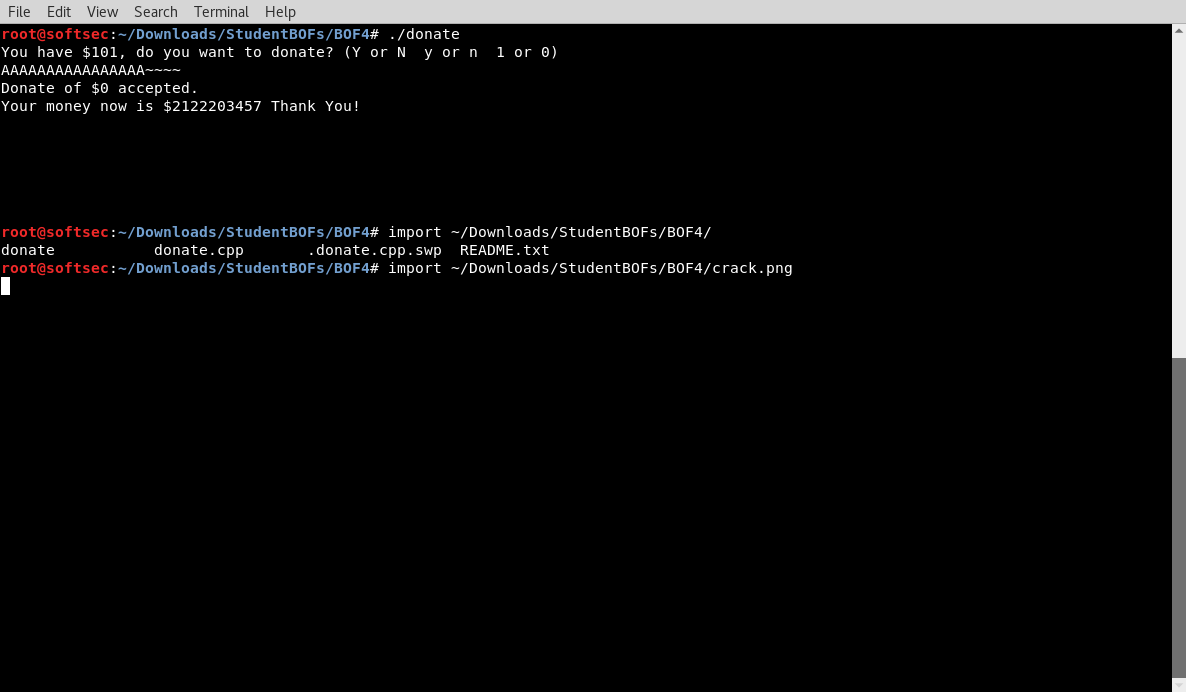 File Edit View Search Terminal Help
root@softsec:~/Downloads/StudentBOFs/BOF4# ./donate
You have $101, do you want to donate? (Y or N  y or n  1 or 0)
AAAAAAAAAAAAAAAA~~~~
Donate of $0 accepted.
Your money now is $2122203457 Thank You!
root@softsec:~/Downloads/StudentBOFs/BOF4# import ~/Downloads/StudentBOFs/BOF4/
donate           donate.cpp       .donate.cpp.swp  README.txt
root@softsec:~/Downloads/StudentBOFs/BOF4# import ~/Downloads/StudentBOFs/BOF4/crack.png